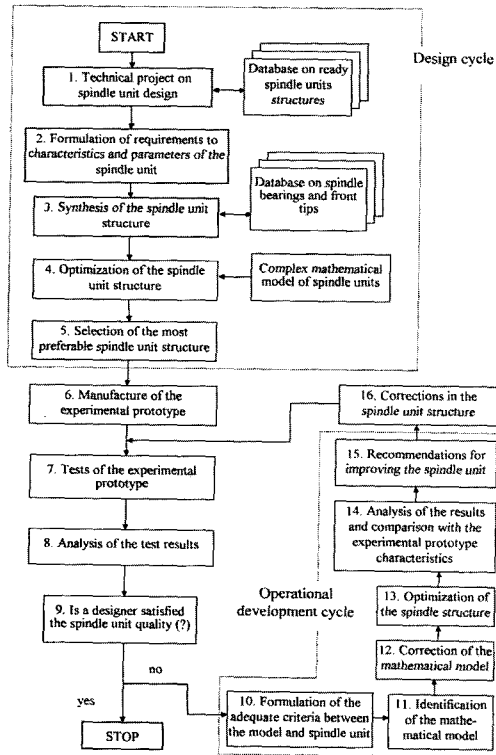 START
Design cycle
1. Technical project on
spindle unit design
Database on ready
spindle units
structures
2. Formulation of requirements to
characteristics and parameters of the
spindle unit
3. Synthesis of the spindle unit
structure
Database on spindle
bearings and front
tips
4. Optimization of the spindle
unit structure
Complex mathematical
model of spindle units
5. Selection of the most
preferable spindle unit structure
6. Manufacture of the
experimental prototype
16. Corrections in the
spindle unit structure
7. Tests of the experimental
prototype
15. Recommendations for
improving the spindle unit
8. Analysis of the test results
14. Analysis of the results
and comparison with the
experimental prototype
characteristics
9. Is a designer satisfied
the spindle unit quality (?)
Operational
development cycle
13. Optimization of
the spindle structure
12. Correction of the
mathematical model
no
yes
10. Formulation of the
adequate criteria between
the model and spindle unit
11. Identification
of the mathe-
matical model
STOP